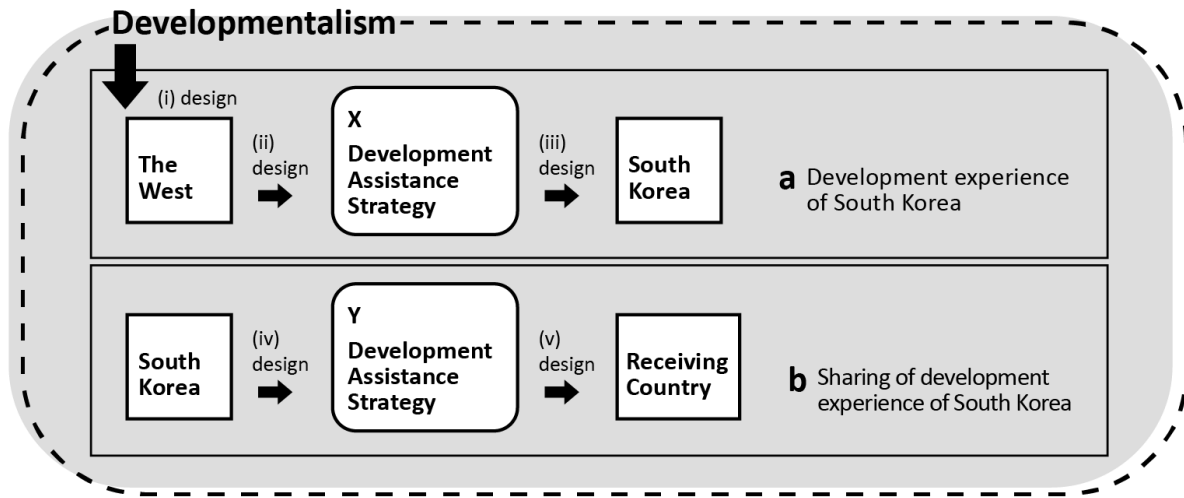 Developmentalism
(i) design
The
West
(ii)
design
X
Development
Assistance
Strategy
(iii)
design
South
Korea
a Development experience
of South Korea
South
Korea
(iv)
design
Y
Development
Assistance
Strategy
(v)
design
Receiving
Country
b Sharing of development
experience of South Korea